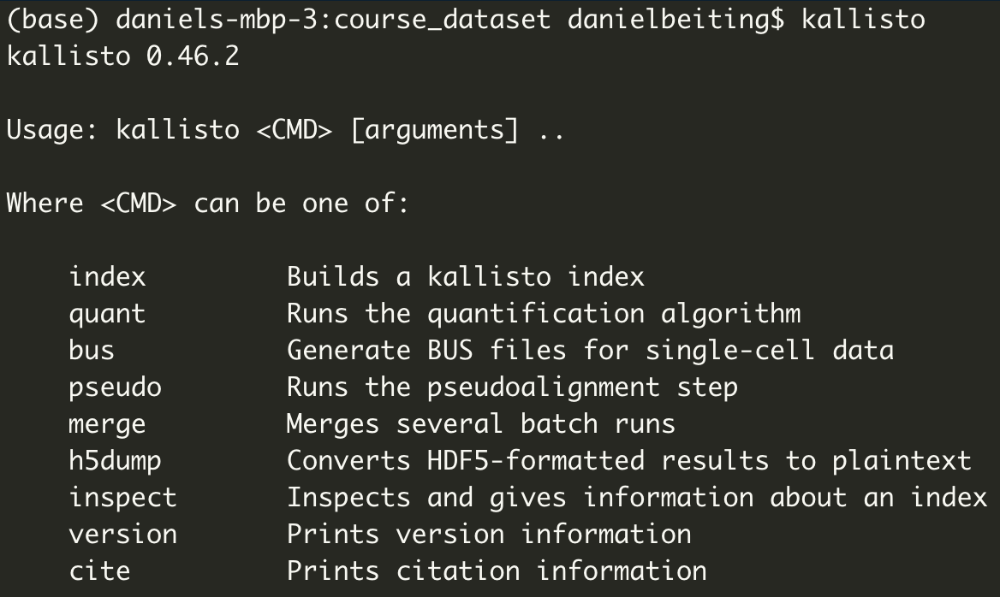 (base) daniels-mbp-3:course_dataset danielbeiting$ kallisto
kallisto 0.46.2
Usage: kallisto <CMD> [arguments] ..
Where <CMD> can be one of:
index         Builds a kallisto index
quant         Runs the quantification algorithm
bus           Generate BUS files for single-cell data
pseudo        Runs the pseudoalignment step
merge         Merges several batch runs
h5dump        Converts HDF5-formatted results to plaintext
inspect       Inspects and gives information about an index
version       Prints version information
cite          Prints citation information